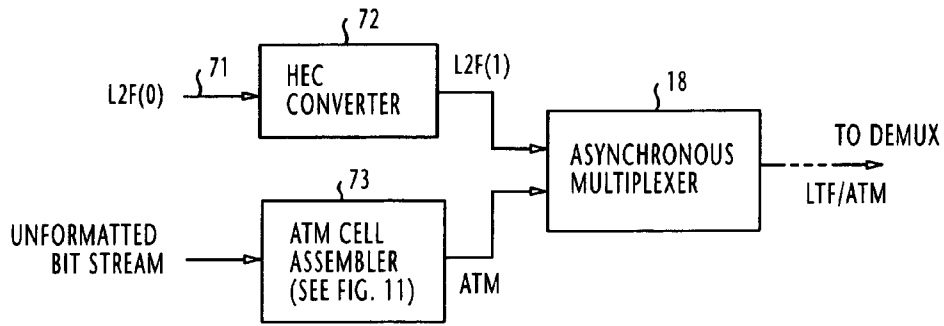 72
71
L2F(0)
HEC
CONVERTER
L2F(1)
18
ASYNCHRONOUS
MULTIPLEXER
TO DEMUX
LTF/ATM
73
UNFORMATTED
BIT STREAM
ATM CELL
ASSEMBLER
(SEE FIG. 11)
ATM